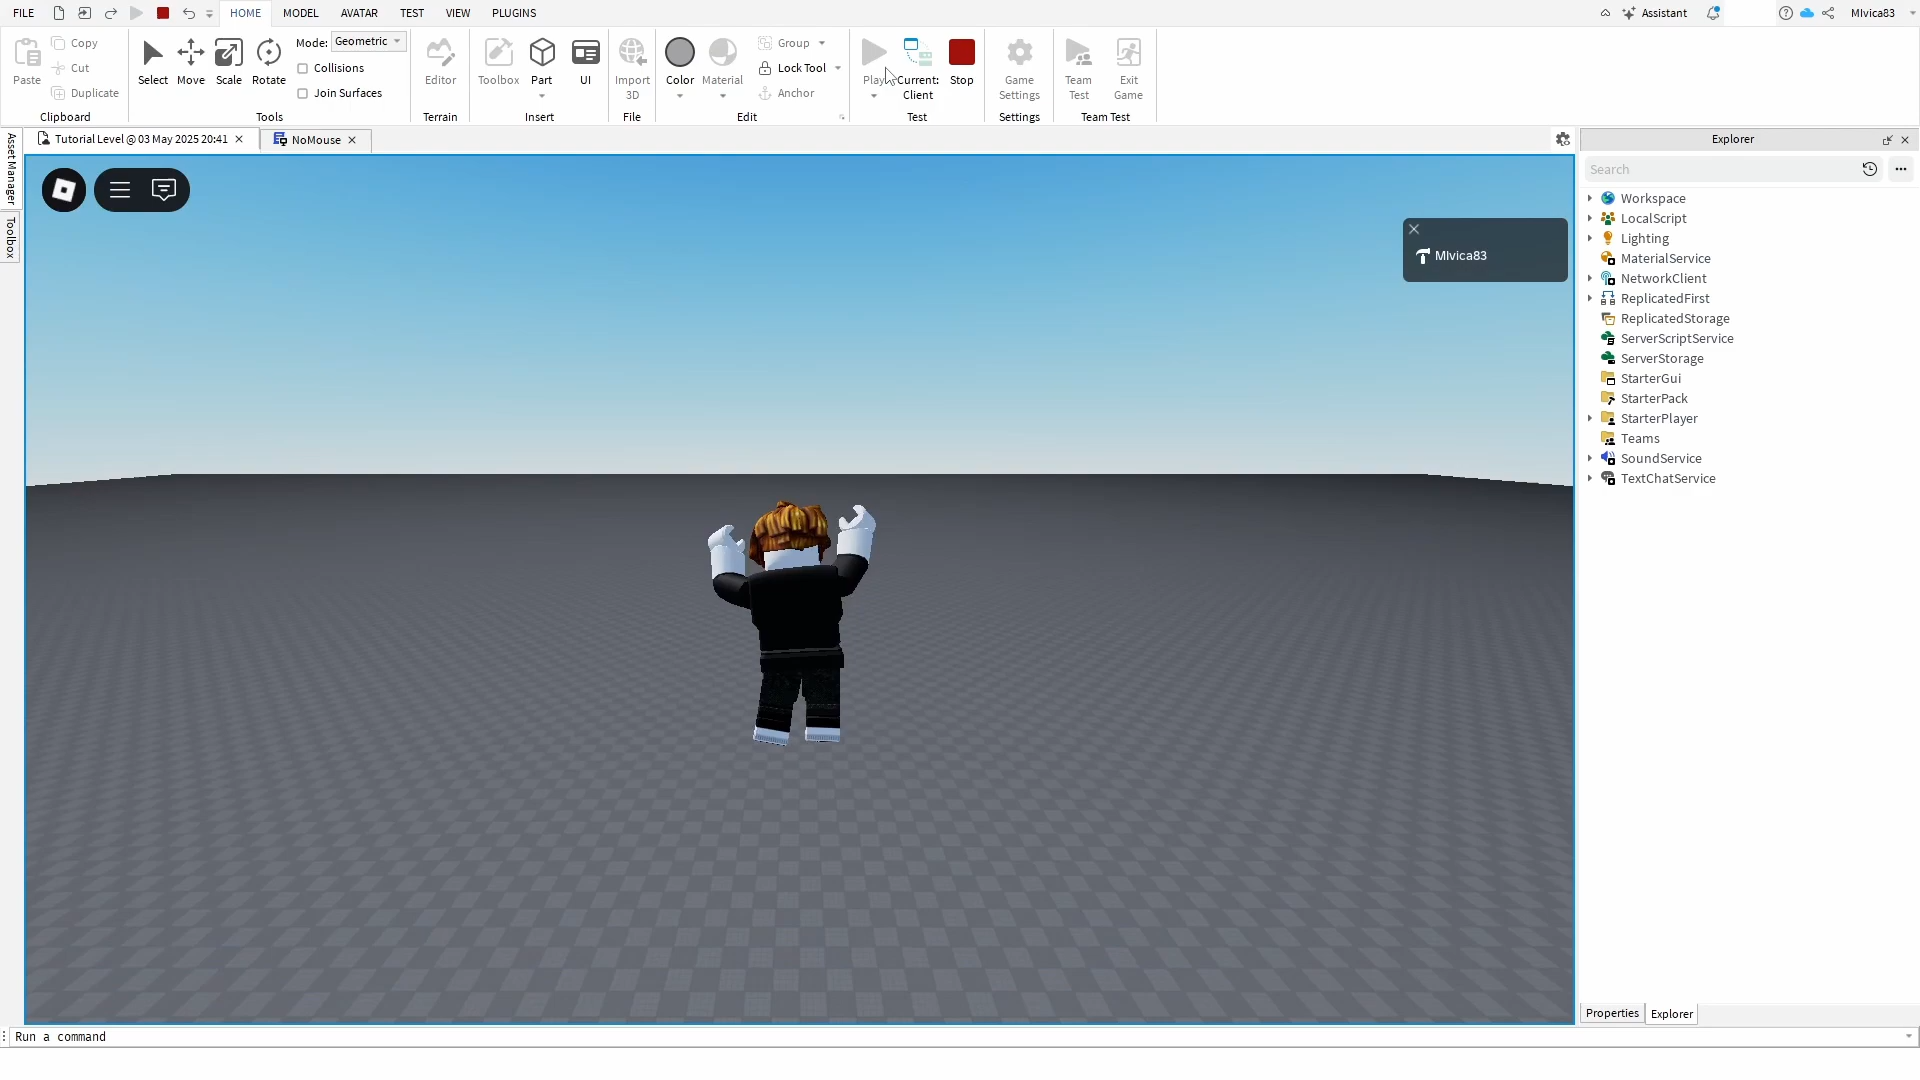 FILE HOME MODEL AVATAR TEST VIEW PLUGINS Assistant MIvica83
Paste Copy Cut Duplicate
Clipboard
Select Move Scale Rotate Mode: Geometric
Collisions
Join Surfaces
Tools
Editor
Terrain
Toolbox Part UI
Insert
Import
3D
File
Color Material Group
Lock Tool
Anchor
Edit
Play Current:
Client
Stop
Test
Game
Settings
Settings
Team
Test
Exit
Game
Team Test
Asset Manager
Toolbox
Tutorial Level @ 03 May 2025 20:41 NoMouse
MIvica83
Explorer
Search
Workspace
LocalScript
Lighting
MaterialService
NetworkClient
ReplicatedFirst
ReplicatedStorage
ServerScriptService
ServerStorage
StarterGui
StarterPack
StarterPlayer
Teams
SoundService
TextChatService
Properties Explorer
Run a command